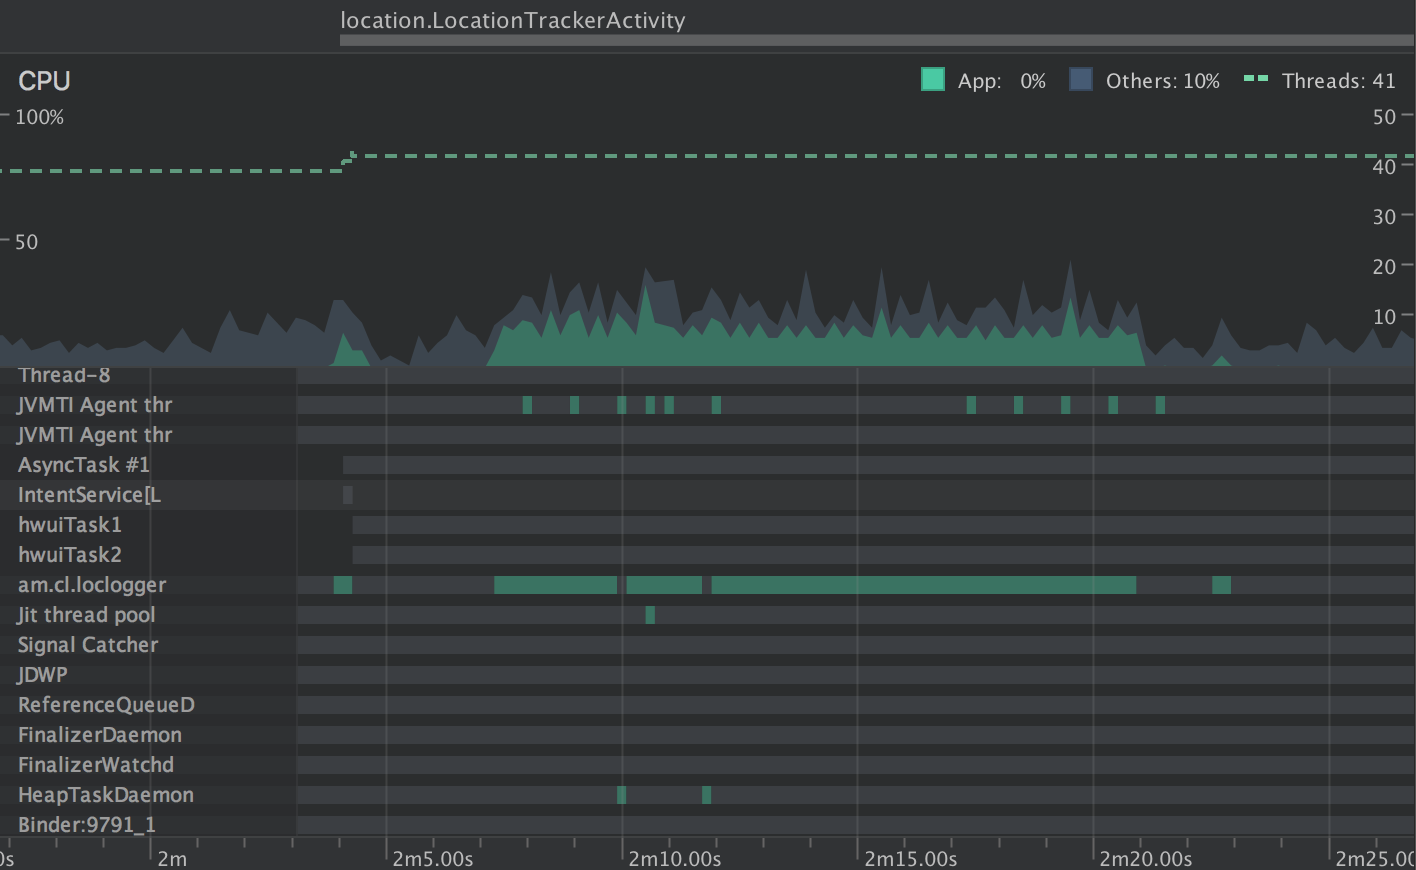 location.LocationTrackerActivity
CPU
App: 0% Others: 10% Threads: 41
100% 50
40
30
50
20
10
Thread-8
JVMTI Agent thr
JVMTI Agent thr
AsyncTask #1
IntentService[L
hwuiTask1
hwuiTask2
am.cl.loclogger
Jit thread pool
Signal Catcher
JDWP
ReferenceQueueD
FinalizerDaemon
FinalizerWatchd
HeapTaskDaemon
Binder:9791_1
0s 2m 2m5.00s 2m10.00s 2m15.00s 2m20.00s 2m25.00